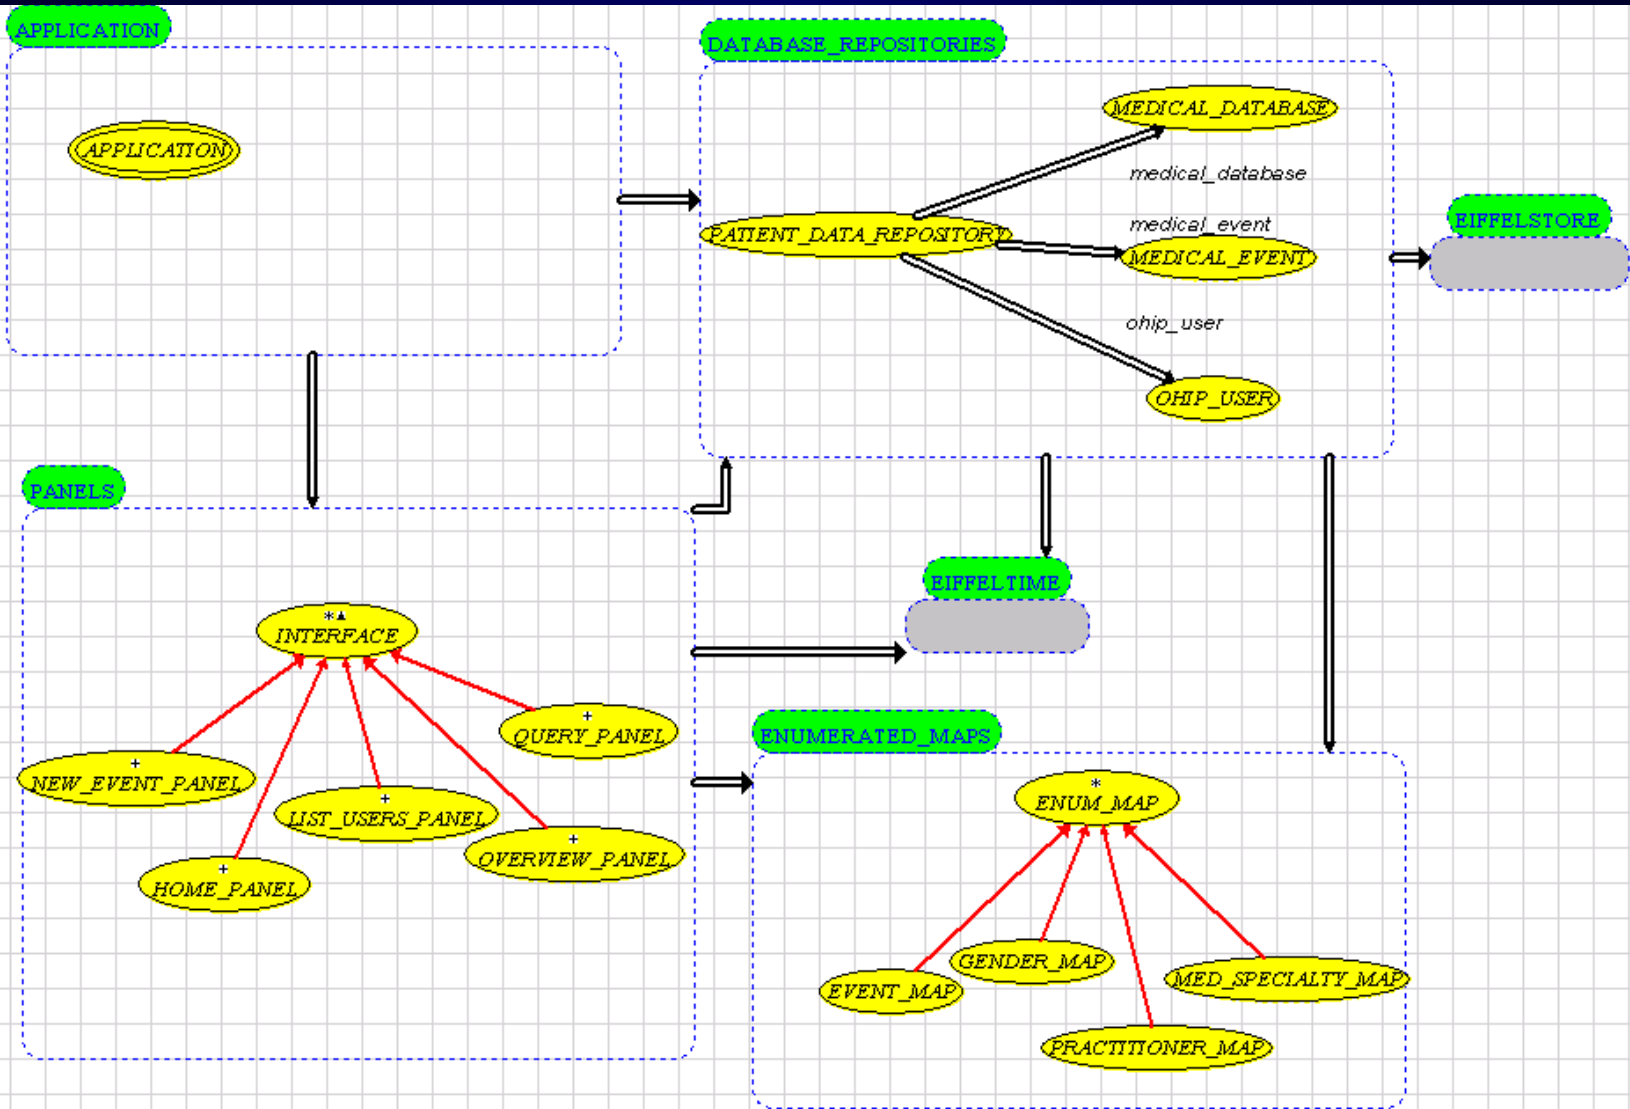 APPLICATION
APPLICATION
DATABASE_REPOSITORIES
MEDICAL_DATABASE
medical_database
PATIENT_DATA_REPOSITORY
medical_event
MEDICAL_EVENT
ohip_user
OHIP_USER
EIFFELSTORE
PANELS
*▲
INTERFACE
+
QUERY_PANEL
+
NEW_EVENT_PANEL
+
LIST_USERS_PANEL
+
OVERVIEW_PANEL
+
HOME_PANEL
EIFFELTIME
ENUMERATED_MAPS
*
ENUM_MAP
GENDER_MAP
EVENT_MAP
MED_SPECIALTY_MAP
PRACTITIONER_MAP